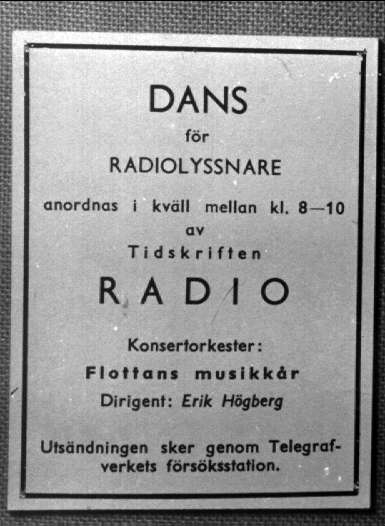 DANS
för
RADIOLYSSNARE
anordnas i kväll mellan kl. 8—10
av
Tidskriften
RADIO
Konsertorkester:
Flottans musikkår
Dirigent: Erik Högberg
Utsändningen sker genom Telegraf-
verkets försöksstation.